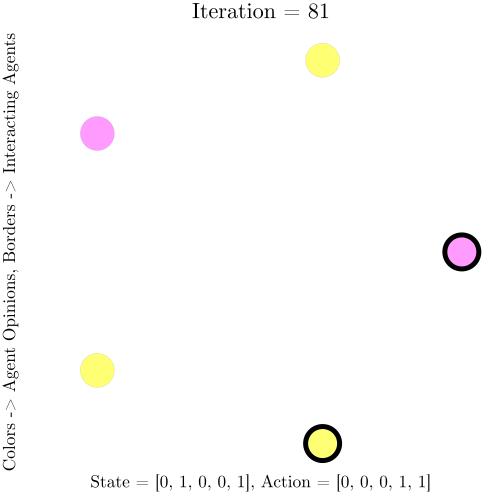 Iteration = 81
Colors -> Agent Opinions, Borders -> Interacting Agents
State = [0, 1, 0, 0, 1], Action = [0, 0, 0, 1, 1]